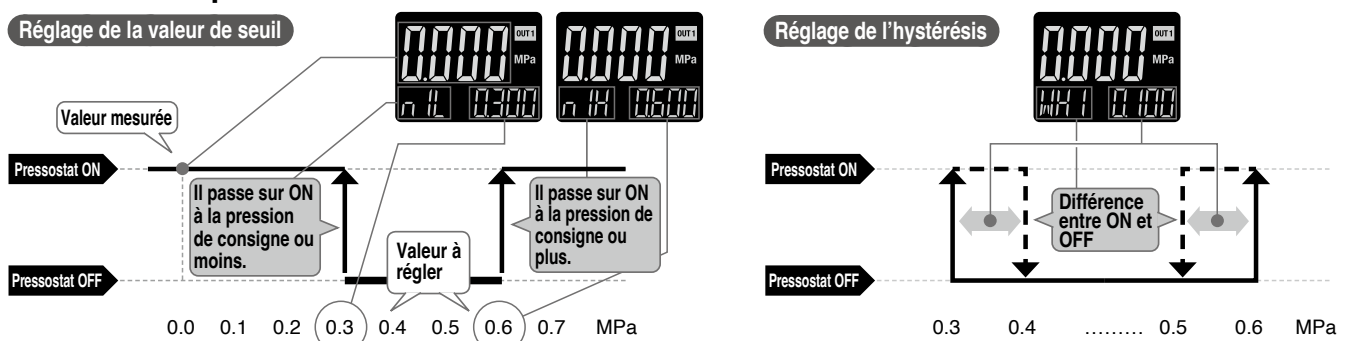 Réglage de la valeur de seuil
0.000
OUT1
MPa
n1L 0.300
0.000
OUT1
MPa
n1H 0.600
Valeur mesurée
Pressostat ON
Il passe sur ON
à la pression
de consigne ou
moins.
Il passe sur ON
à la pression de
consigne ou
plus.
Valeur à
régler
Pressostat OFF
0.0 0.1 0.2 0.3 0.4 0.5 0.6 0.7 MPa
Réglage de l'hystérésis
0.000
OUT1
MPa
WH1 0.100
Pressostat ON
Différence
entre ON et
OFF
Pressostat OFF
0.3 0.4 ......... 0.5 0.6 MPa